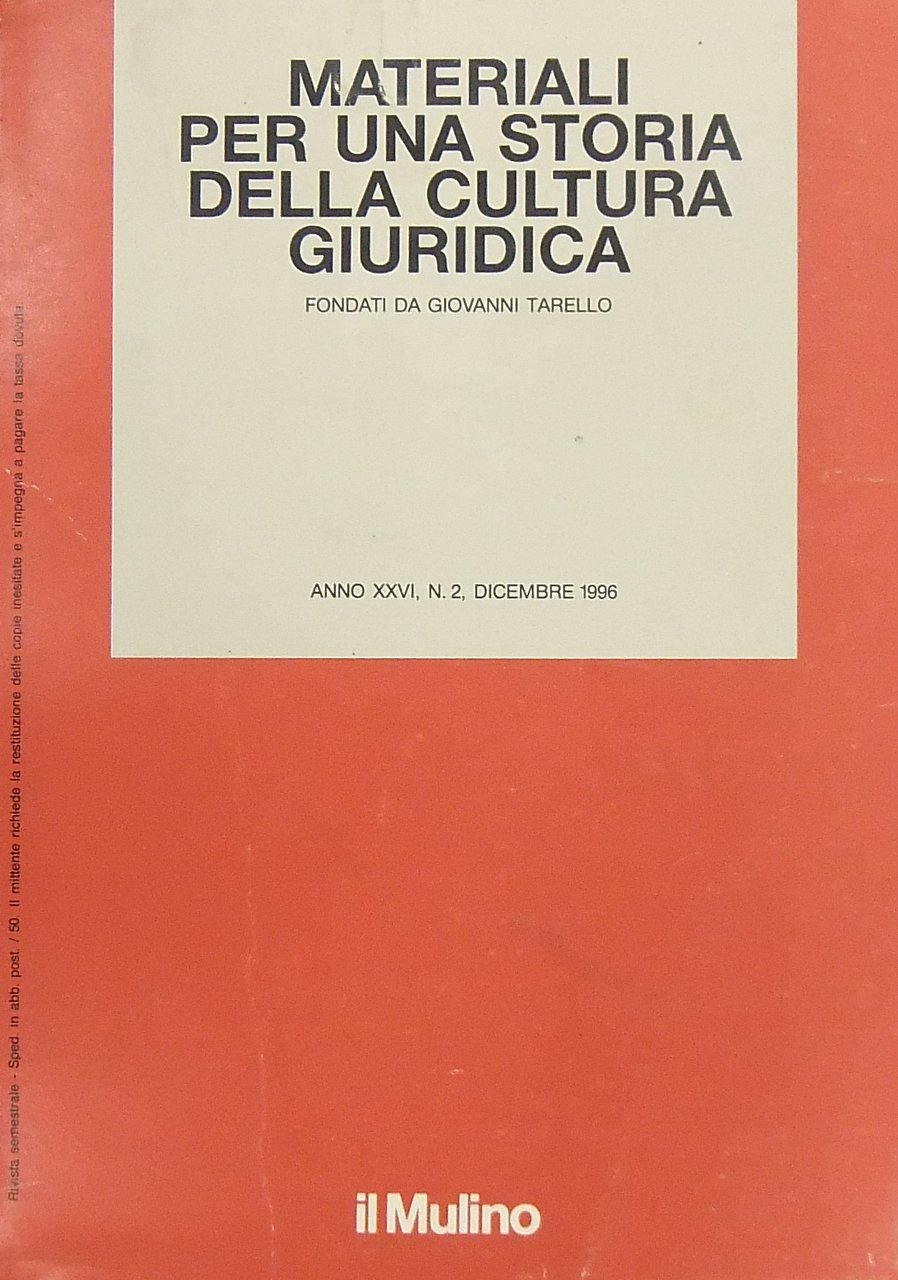 MATERIALI
PER UNA STORIA
DELLA CULTURA
GIURIDICA
FONDATI DA GIOVANNI TARELLO
ANNO XXVI, N. 2, DICEMBRE 1996
Rivista semestrale - Sped. in abb. post. / 50. Il mittente richiede la restituzione delle copie inesitate e s'impegna a pagare la tassa dovuta
il Mulino